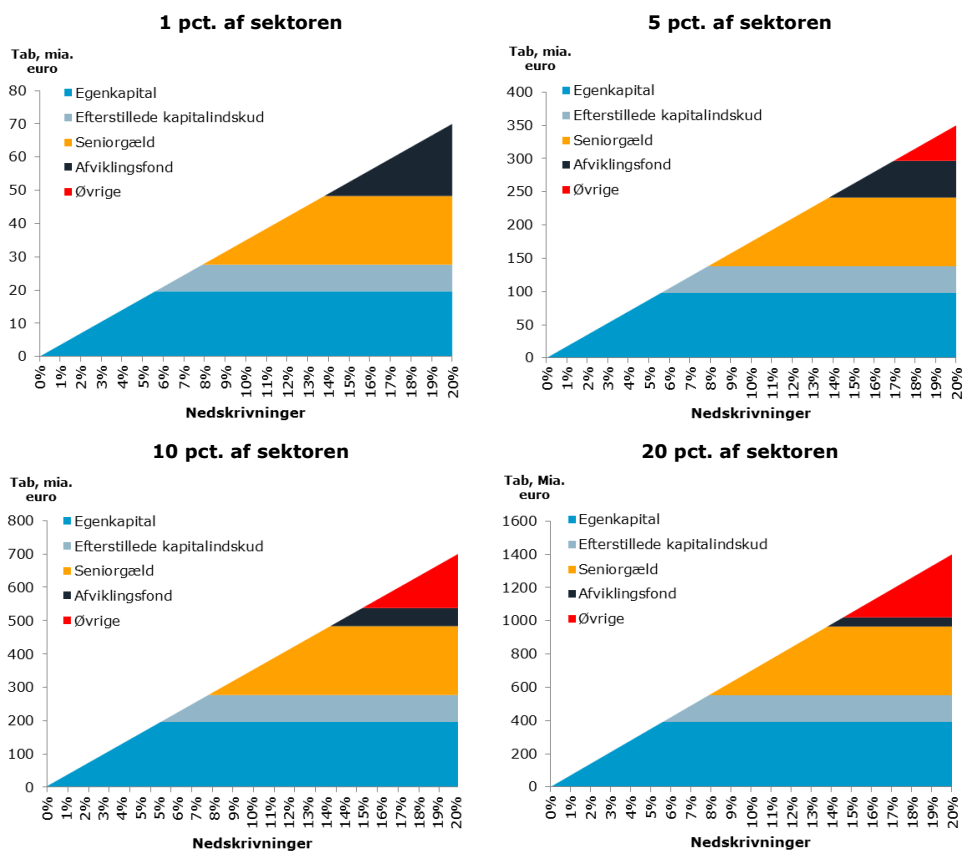 1 pct. af sektoren
Tab, mia.
euro
Egenkapital
Efterstillede kapitalindskud
Seniorgæld
Afviklingsfond
Øvrige
80
70
60
50
40
30
20
10
0
0% 1% 2% 3% 4% 5% 6% 7% 8% 9% 10% 11% 12% 13% 14% 15% 16% 17% 18% 19% 20%
Nedskrivninger
5 pct. af sektoren
Tab, mia.
euro
Egenkapital
Efterstillede kapitalindskud
Seniorgæld
Afviklingsfond
Øvrige
400
350
300
250
200
150
100
50
0
0% 1% 2% 3% 4% 5% 6% 7% 8% 9% 10% 11% 12% 13% 14% 15% 16% 17% 18% 19% 20%
Nedskrivninger
10 pct. af sektoren
Tab, mia.
euro
Egenkapital
Efterstillede kapitalindskud
Seniorgæld
Afviklingsfond
Øvrige
800
700
600
500
400
300
200
100
0
0% 1% 2% 3% 4% 5% 6% 7% 8% 9% 10% 11% 12% 13% 14% 15% 16% 17% 18% 19% 20%
Nedskrivninger
20 pct. af sektoren
Tab, Mia.
euro
Egenkapital
Efterstillede kapitalindskud
Seniorgæld
Afviklingsfond
Øvrige
1600
1400
1200
1000
800
600
400
200
0
0% 1% 2% 3% 4% 5% 6% 7% 8% 9% 10% 11% 12% 13% 14% 15% 16% 17% 18% 19% 20%
Nedskrivninger